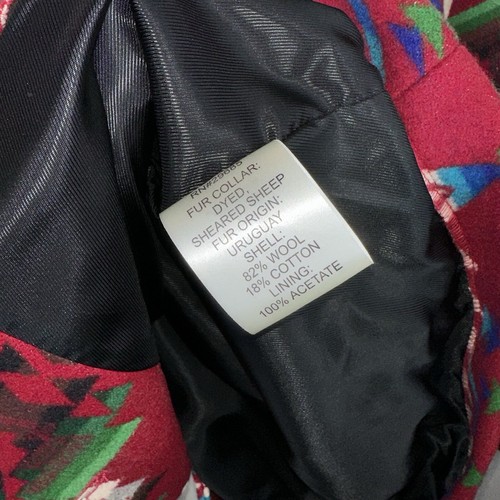 FUR COLLAR:
DYED,
SHEARED SHEEP
FUR ORIGIN:
URUGUAY
SHELL:
82% WOOL
18% COTTON
LINING:
100% ACETATE